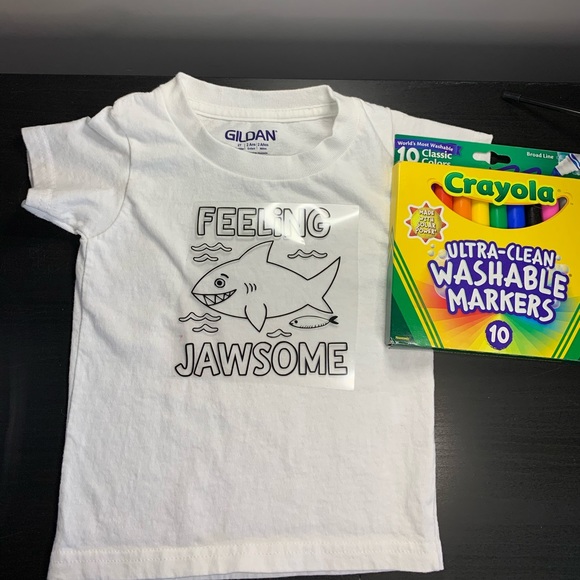 GILDAN
FEELING
JAWSOME
World's Most Washable
Broad Line
10 Classic
Colors
Crayola
MADE
WITH
SOLAR
POWER
ULTRA-CLEAN
WASHABLE
MARKERS
10